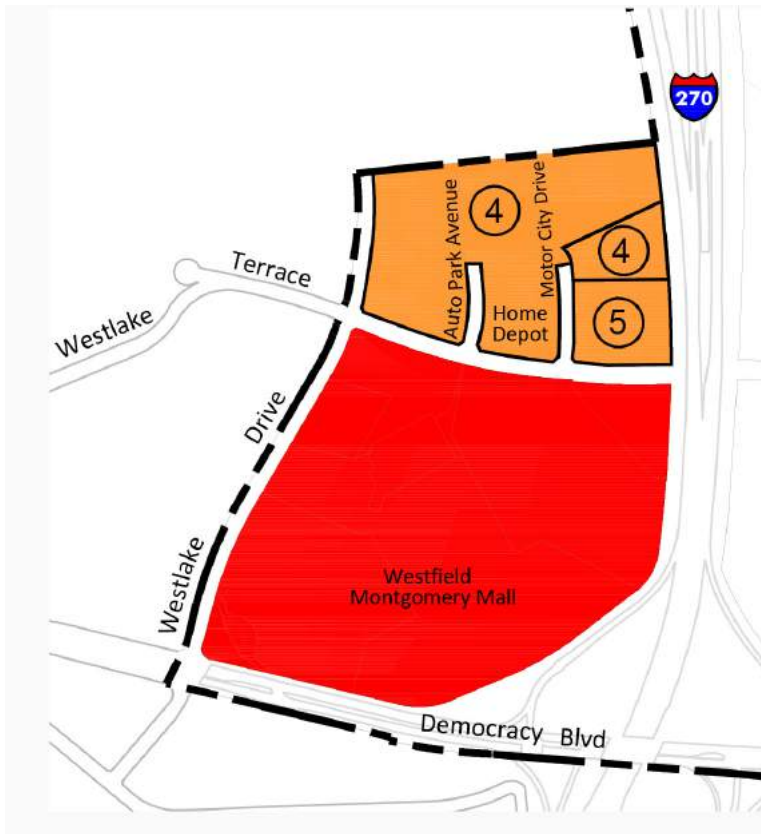 270
Auto Park Avenue
4
Motor City Drive
4
Terrace
Westlake
Home
Depot
5
Drive
Westlake
Westfield
Montgomery Mall
Democracy Blvd